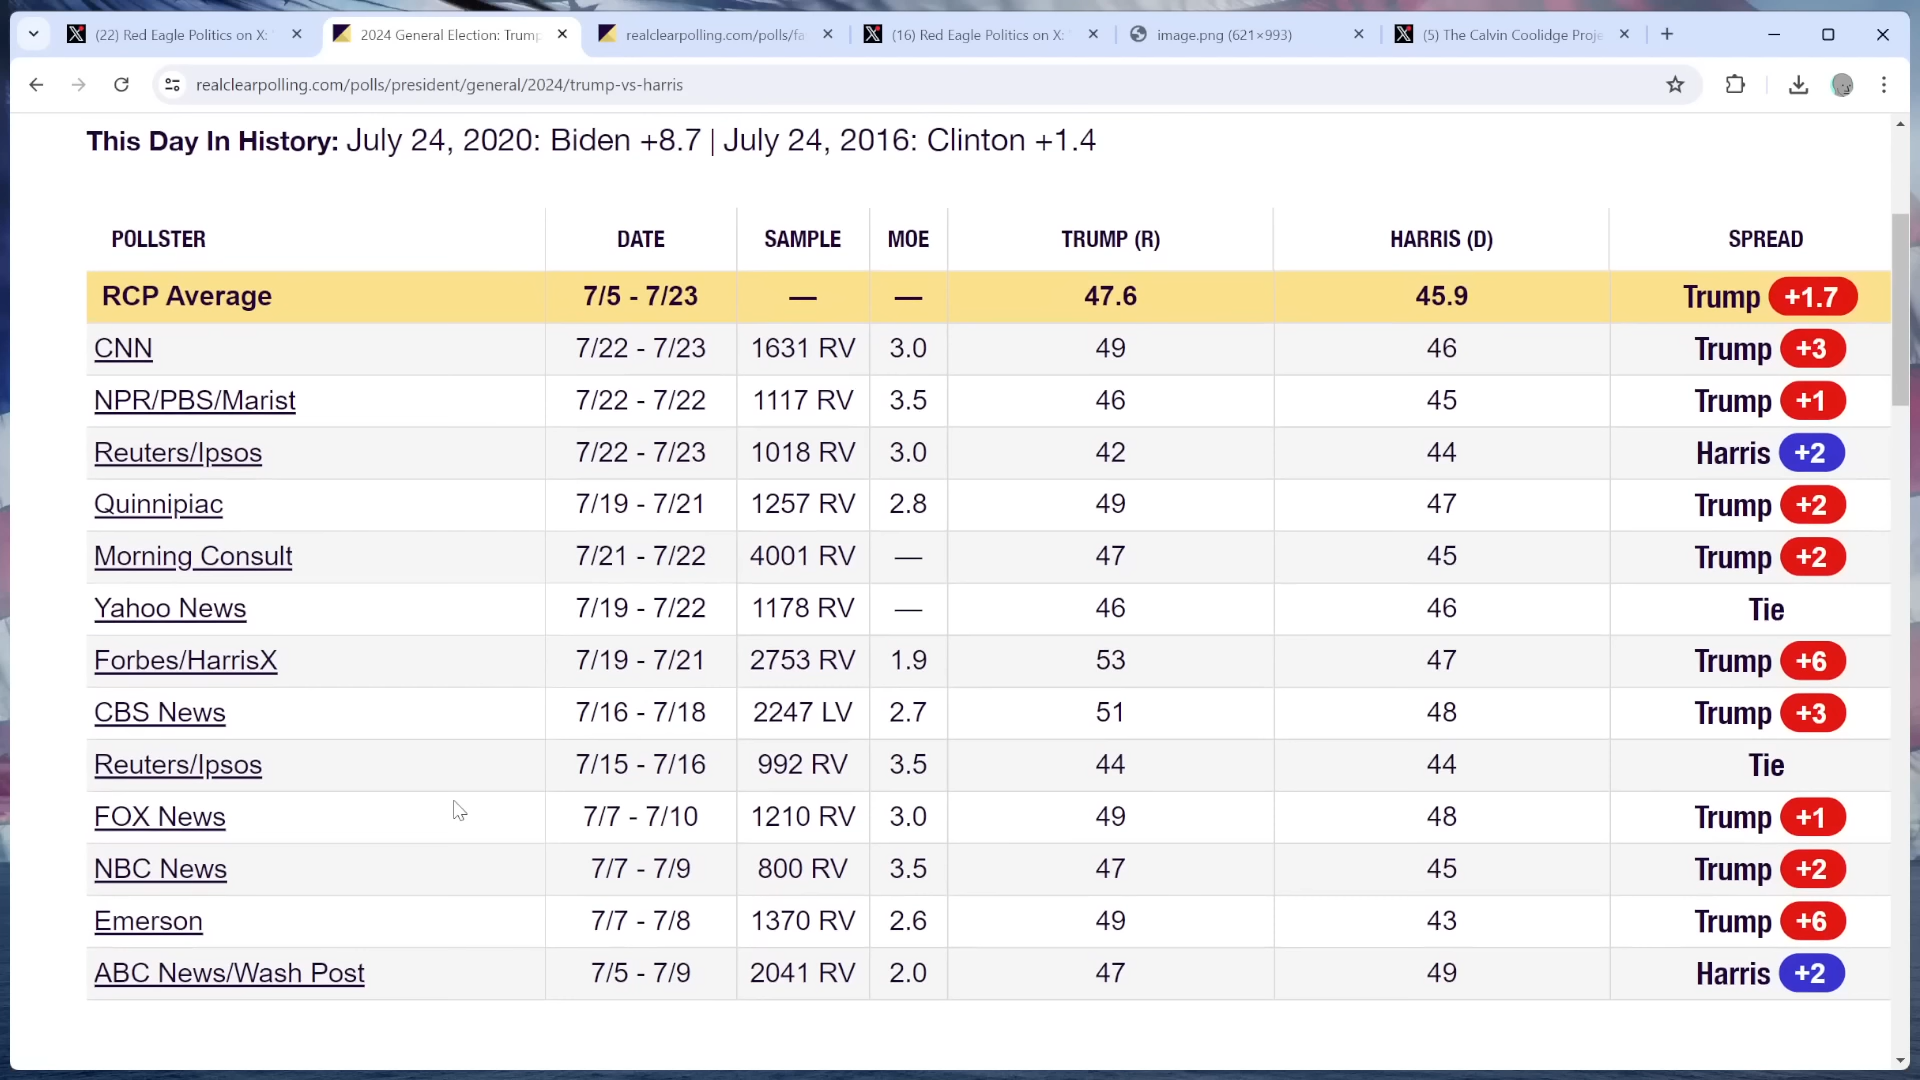 (22) Red Eagle Politics on X: "
2024 General Election: Trump
realclearpolling.com/polls/fa
(16) Red Eagle Politics on X: "
image.png (621×993)
(5) The Calvin Coolidge Proje
realclearpolling.com/polls/president/general/2024/trump-vs-harris
This Day In History: July 24, 2020: Biden +8.7 | July 24, 2016: Clinton +1.4
POLLSTER DATE SAMPLE MOE TRUMP (R) HARRIS (D) SPREAD
RCP Average 7/5 - 7/23 — — 47.6 45.9 Trump +1.7
CNN 7/22 - 7/23 1631 RV 3.0 49 46 Trump +3
NPR/PBS/Marist 7/22 - 7/22 1117 RV 3.5 46 45 Trump +1
Reuters/Ipsos 7/22 - 7/23 1018 RV 3.0 42 44 Harris +2
Quinnipiac 7/19 - 7/21 1257 RV 2.8 49 47 Trump +2
Morning Consult 7/21 - 7/22 4001 RV — 47 45 Trump +2
Yahoo News 7/19 - 7/22 1178 RV — 46 46 Tie
Forbes/HarrisX 7/19 - 7/21 2753 RV 1.9 53 47 Trump +6
CBS News 7/16 - 7/18 2247 LV 2.7 51 48 Trump +3
Reuters/Ipsos 7/15 - 7/16 992 RV 3.5 44 44 Tie
FOX News 7/7 - 7/10 1210 RV 3.0 49 48 Trump +1
NBC News 7/7 - 7/9 800 RV 3.5 47 45 Trump +2
Emerson 7/7 - 7/8 1370 RV 2.6 49 43 Trump +6
ABC News/Wash Post 7/5 - 7/9 2041 RV 2.0 47 49 Harris +2